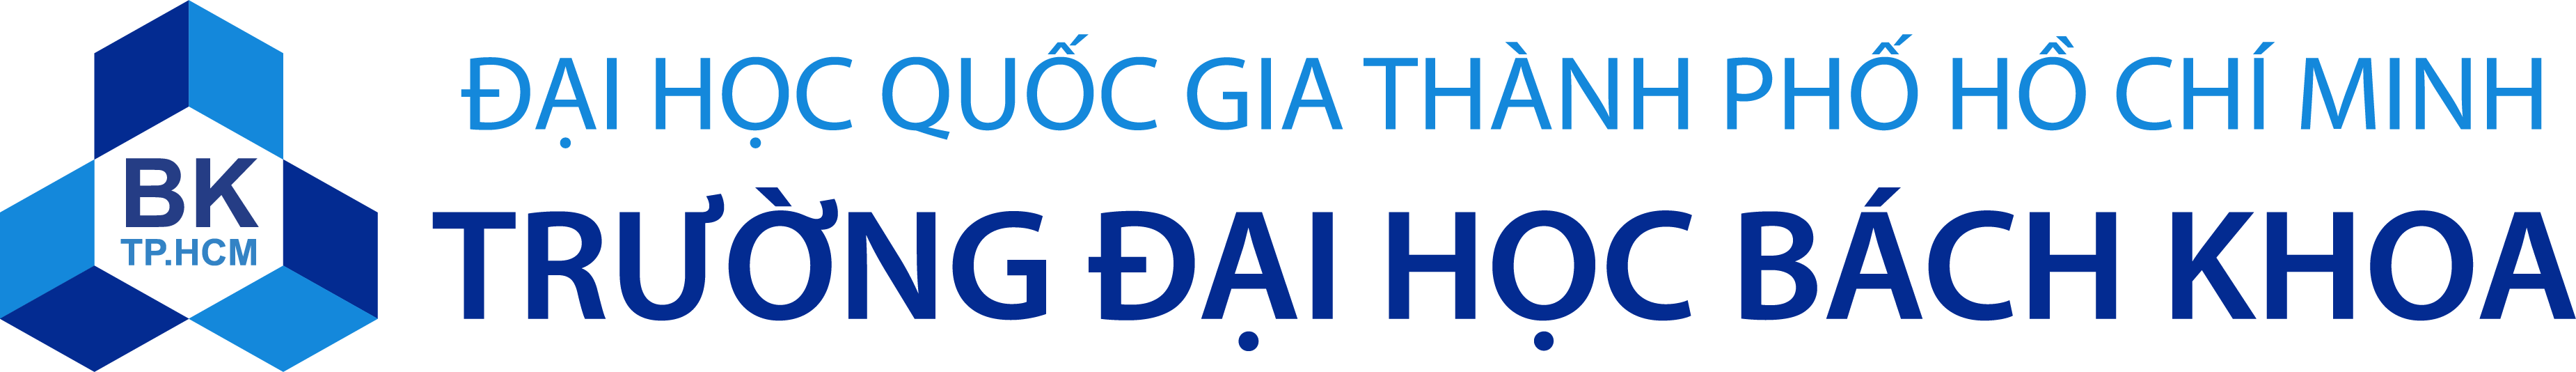 BK
TP.HCM
ĐẠI HỌC QUỐC GIA THÀNH PHỐ HỒ CHÍ MINH
TRƯỜNG ĐẠI HỌC BÁCH KHOA